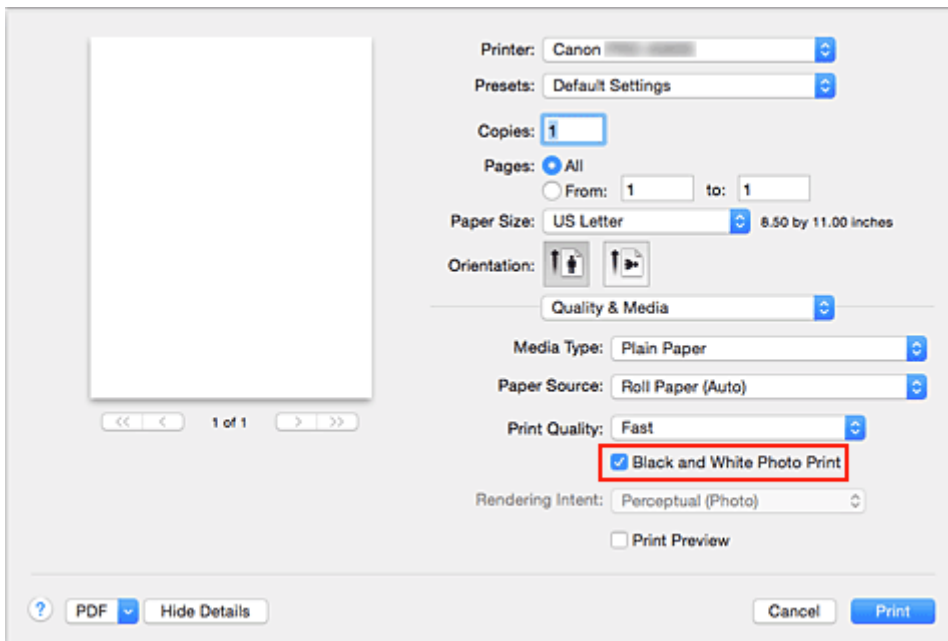 Printer: Canon
Presets: Default Settings
Copies: 1
Pages: All
From: 1 to: 1
Paper Size: US Letter 8.50 by 11.00 inches
Orientation:
Quality & Media
Media Type: Plain Paper
Paper Source: Roll Paper (Auto)
<< < 1 of 1 > >>
Print Quality: Fast
Black and White Photo Print
Rendering Intent: Perceptual (Photo)
Print Preview
? PDF Hide Details Cancel Print